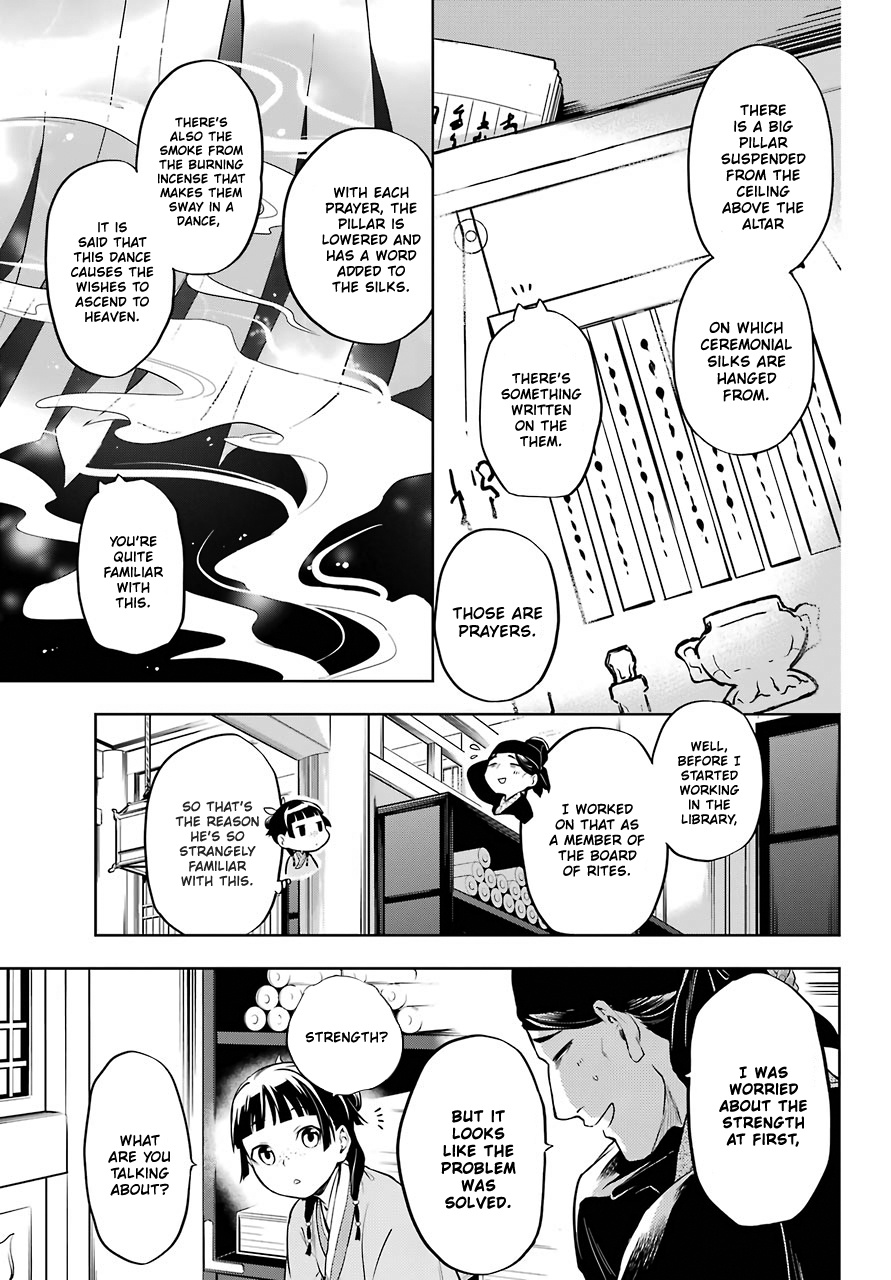 THERE
IS A BIG
PILLAR
SUSPENDED
FROM THE
CEILING
ABOVE THE
ALTAR
ON WHICH
CEREMONIAL
SILKS ARE
HANGED
FROM.
THERE'S
SOMETHING
WRITTEN
ON THE
THEM.
THOSE ARE
PRAYERS.
WITH EACH
PRAYER, THE
PILLAR IS
LOWERED AND
HAS A WORD
ADDED TO
THE SILKS.
THERE'S
ALSO THE
SMOKE FROM
THE BURNING
INCENSE THAT
MAKES THEM
SWAY IN A
DANCE,
IT IS
SAID THAT
THIS DANCE
CAUSES THE
WISHES TO
ASCEND TO
HEAVEN.
YOU'RE
QUITE
FAMILIAR
WITH
THIS.
WELL,
BEFORE I
STARTED
WORKING
IN THE
LIBRARY,
I WORKED
ON THAT AS
A MEMBER OF
THE BOARD
OF RITES.
SO THAT'S
THE REASON
HE'S SO
STRANGELY
FAMILIAR
WITH THIS.
I WAS
WORRIED
ABOUT THE
STRENGTH
AT FIRST,
BUT IT
LOOKS
LIKE THE
PROBLEM
WAS
SOLVED.
STRENGTH?
WHAT
ARE YOU
TALKING
ABOUT?